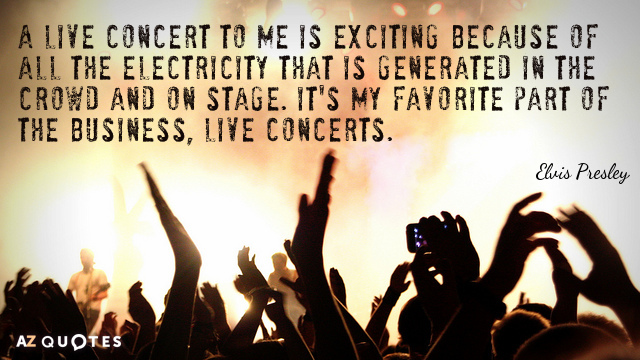 A LIVE CONCERT TO ME IS EXCITING BECAUSE OF
ALL THE ELECTRICITY THAT IS GENERATED IN THE
CROWD AND ON STAGE. IT'S MY FAVORITE PART OF
THE BUSINESS, LIVE CONCERTS.
Elvis Presley
AZ QUOTES